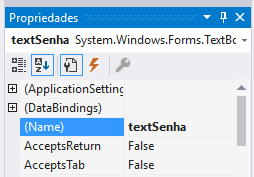 Propriedades
textSenha System.Windows.Forms.TextBo
(ApplicationSetting
(DataBindings)
(Name) textSenha
AcceptsReturn False
AcceptsTab False